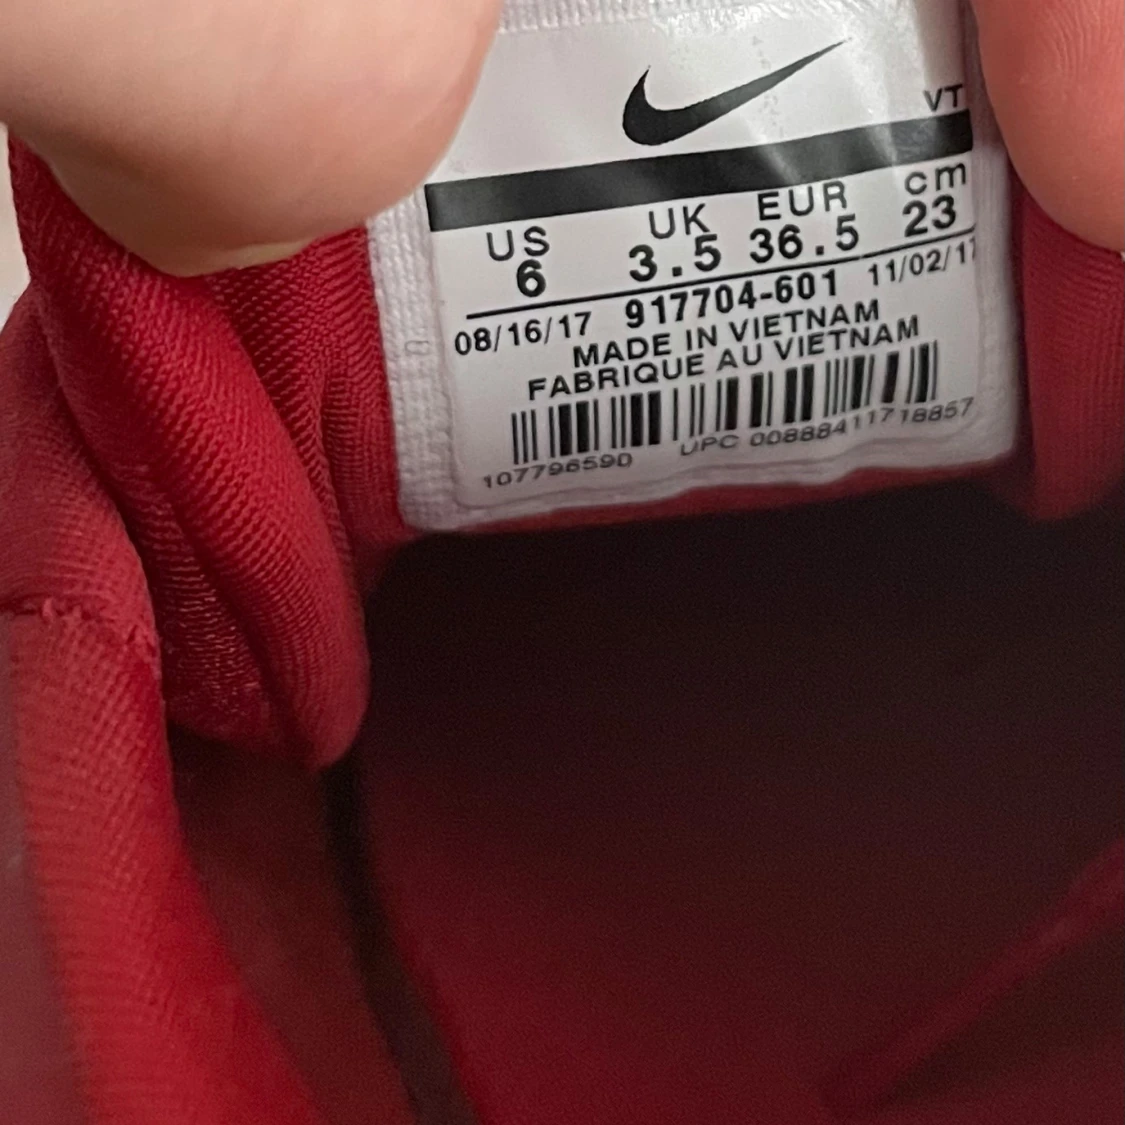 VT
US UK EUR cm
6 3.5 36.5 23
08/16/17 917704-601 11/02/17
MADE IN VIETNAM
FABRIQUE AU VIETNAM
107796590 UPC 00888411718857